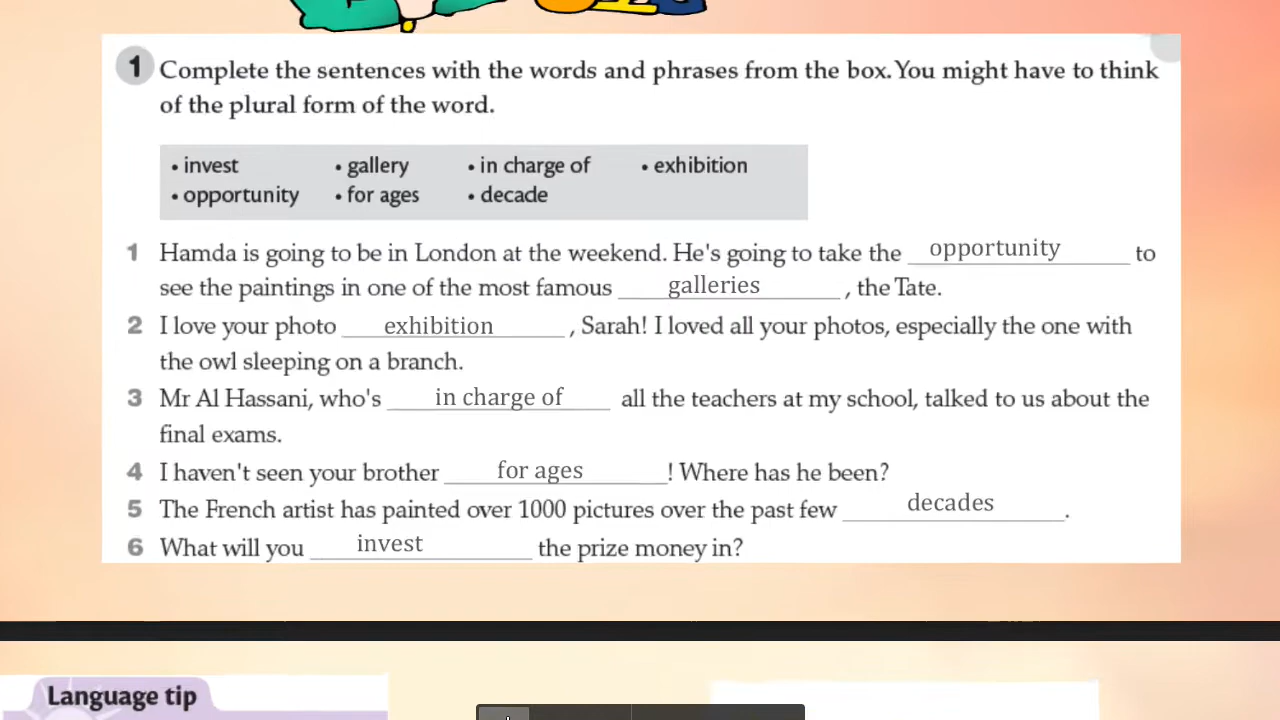 1 Complete the sentences with the words and phrases from the box. You might have to think
of the plural form of the word.
• invest • gallery • in charge of • exhibition
• opportunity • for ages • decade
1 Hamda is going to be in London at the weekend. He's going to take the opportunity to
see the paintings in one of the most famous galleries, the Tate.
2 I love your photo exhibition, Sarah! I loved all your photos, especially the one with
the owl sleeping on a branch.
3 Mr Al Hassani, who's in charge of all the teachers at my school, talked to us about the
final exams.
4 I haven't seen your brother for ages! Where has he been?
5 The French artist has painted over 1000 pictures over the past few decades.
6 What will you invest the prize money in?
Language tip